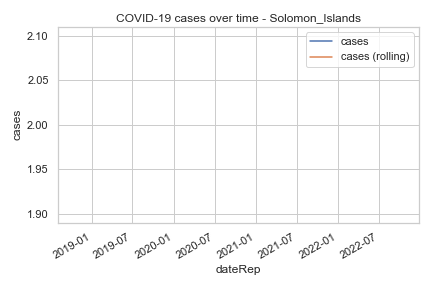 COVID-19 cases over time - Solomon_Islands
cases
cases (rolling)
2.10
2.05
2.00
1.95
1.90
cases
2019-01
2019-07
2020-01
2020-07
2021-01
2021-07
2022-01
2022-07
dateRep